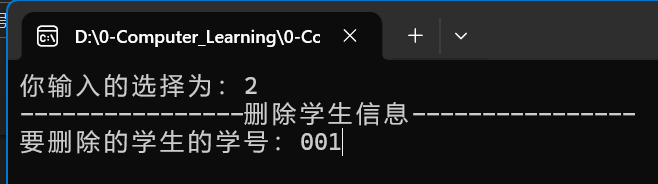 D:\0-Computer_Learning\0-Cc
你输入的选择为: 2
----------------删除学生信息----------------
要删除的学生的学号: 001